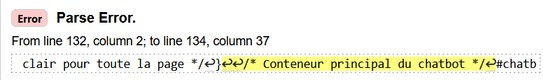 Error Parse Error.
From line 132, column 2; to line 134, column 37
clair pour toute la page */↩}↩↩/* Conteneur principal du chatbot */↩#chatb